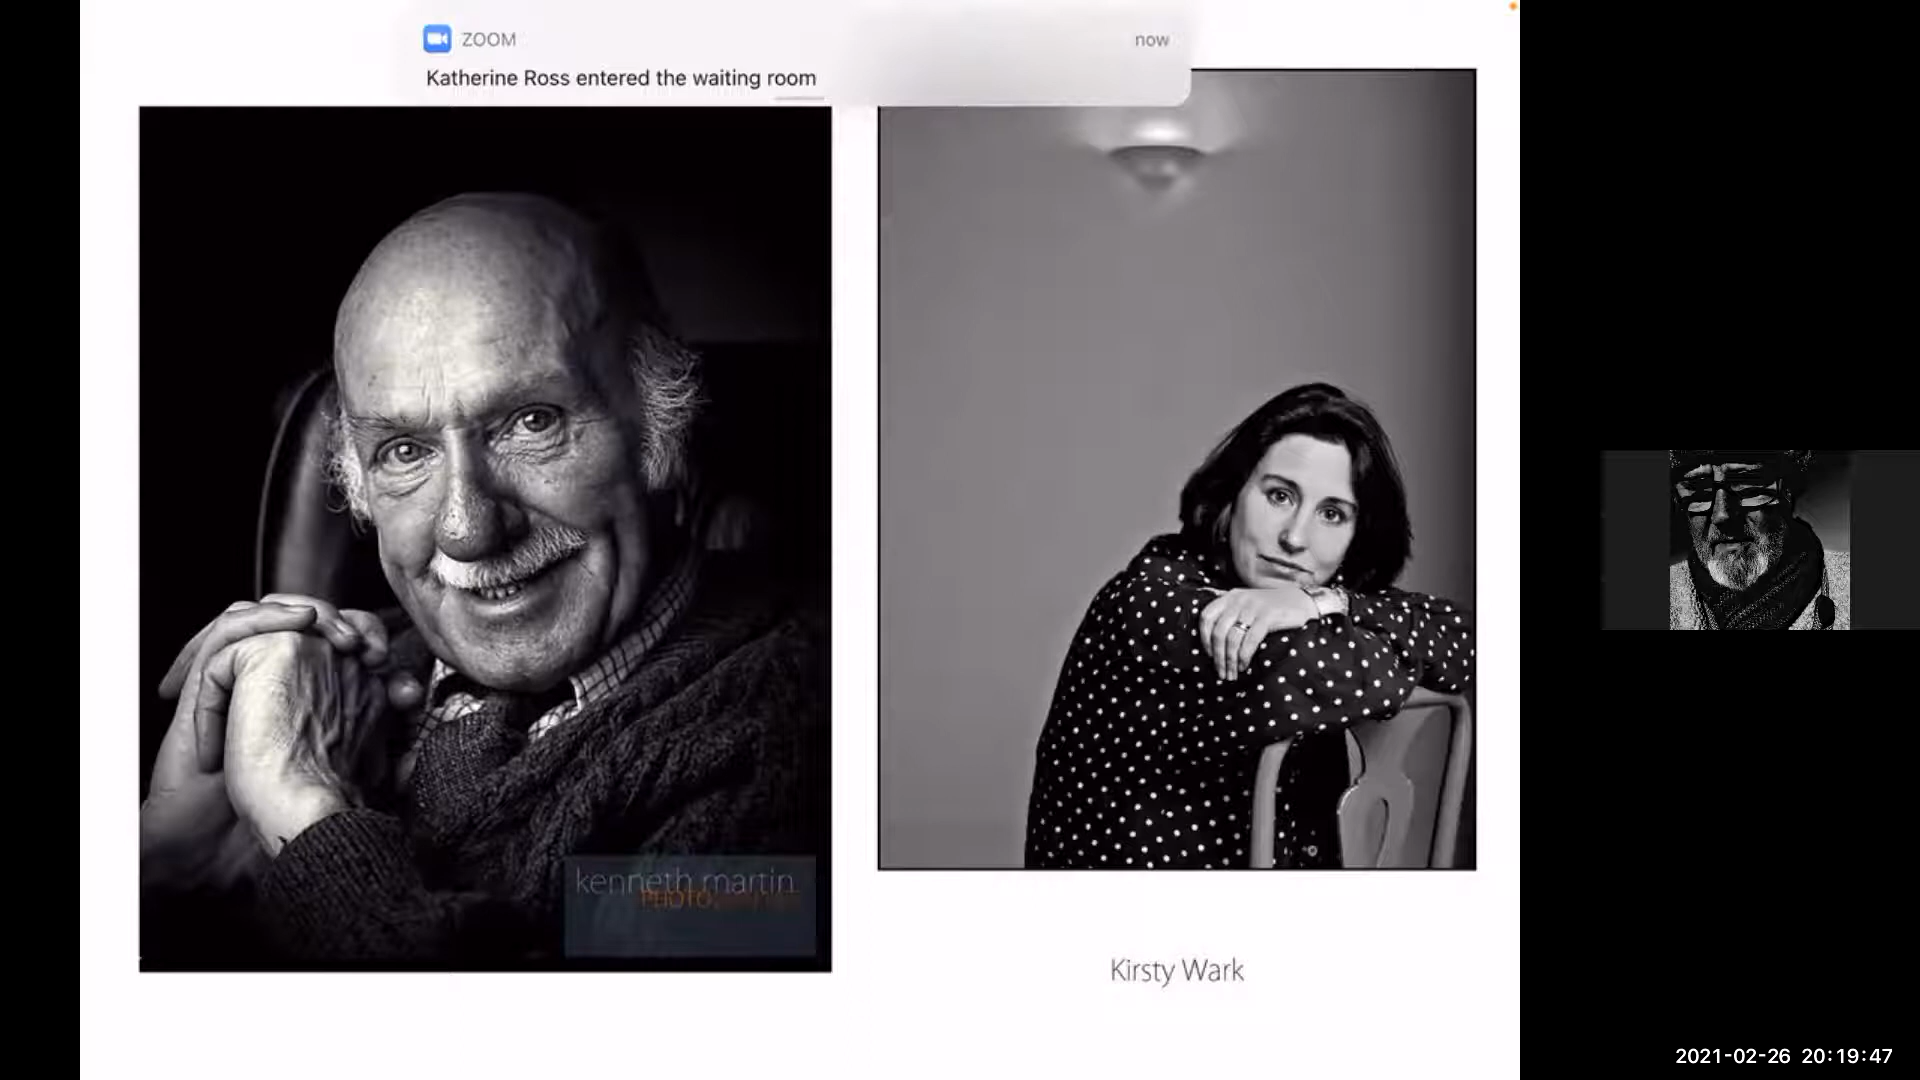 ZOOM
now
Katherine Ross entered the waiting room
kenneth martin
PHOTO
Kirsty Wark
2021-02-26 20:19:47